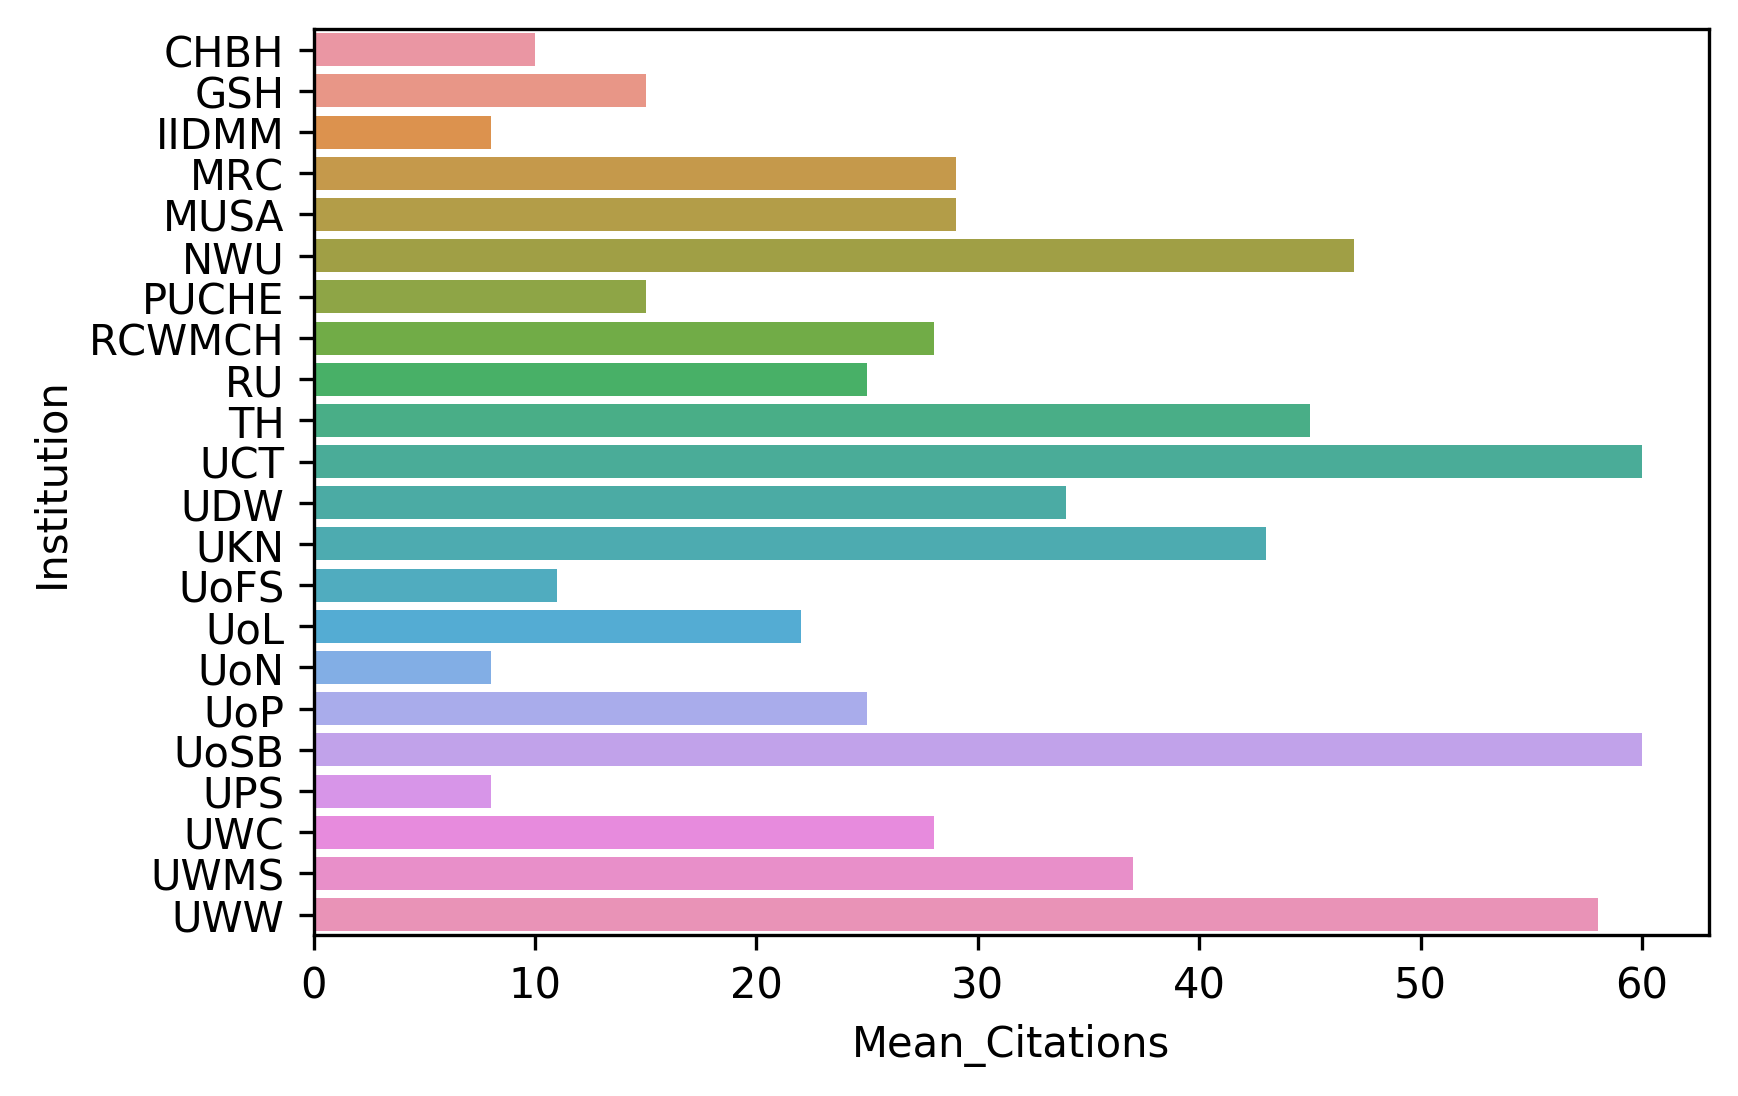 CHBH
GSH
IIDMM
MRC
MUSA
NWU
PUCHE
RCWMCH
RU
TH
UCT
UDW
UKN
UoFS
UoL
UoN
UoP
UoSB
UPS
UWC
UWMS
UWW
Institution
0 10 20 30 40 50 60
Mean_Citations